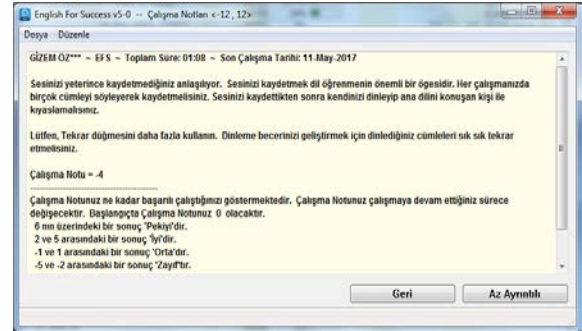 English For Success v5-0 -- Çalışma Notları <-12 , 12>
Dosya Düzenle
GİZEM ÖZ*** ~ EFS ~ Toplam Süre: 01:08 ~ Son Çalışma Tarihi: 11-May-2017
Sesinizi yeterince kaydetmediğiniz anlaşılıyor. Sesinizi kaydetmek dil öğrenmenin önemli bir ögesidir. Her çalışmanızda
birçok cümleyi söyleyerek kaydetmelisiniz. Sesinizi kaydettikten sonra kendinizi dinleyip ana dilini konuşan kişi ile
kıyaslamalısınız.
Lütfen, Tekrar düğmesini daha fazla kullanın. Dinleme becerinizi geliştirmek için dinlediğiniz cümleleri sık sık tekrar
etmelisiniz.
Çalışma Notu = -4
----------------------------------------
Çalışma Notunuz ne kadar başarılı çalıştığınızı göstermektedir. Çalışma Notunuz çalışmaya devam ettiğiniz sürece
değişecektir. Başlangıçta Çalışma Notunuz 0 olacaktır.
6 nın üzerindeki bir sonuç 'Pekiyi'dir.
2 ve 5 arasındaki bir sonuç 'İyi'dir.
-1 ve 1 arasındaki bir sonuç 'Orta'dır.
-5 ve -2 arasındaki bir sonuç 'Zayıf'tır.
Geri
Az Ayrıntılı